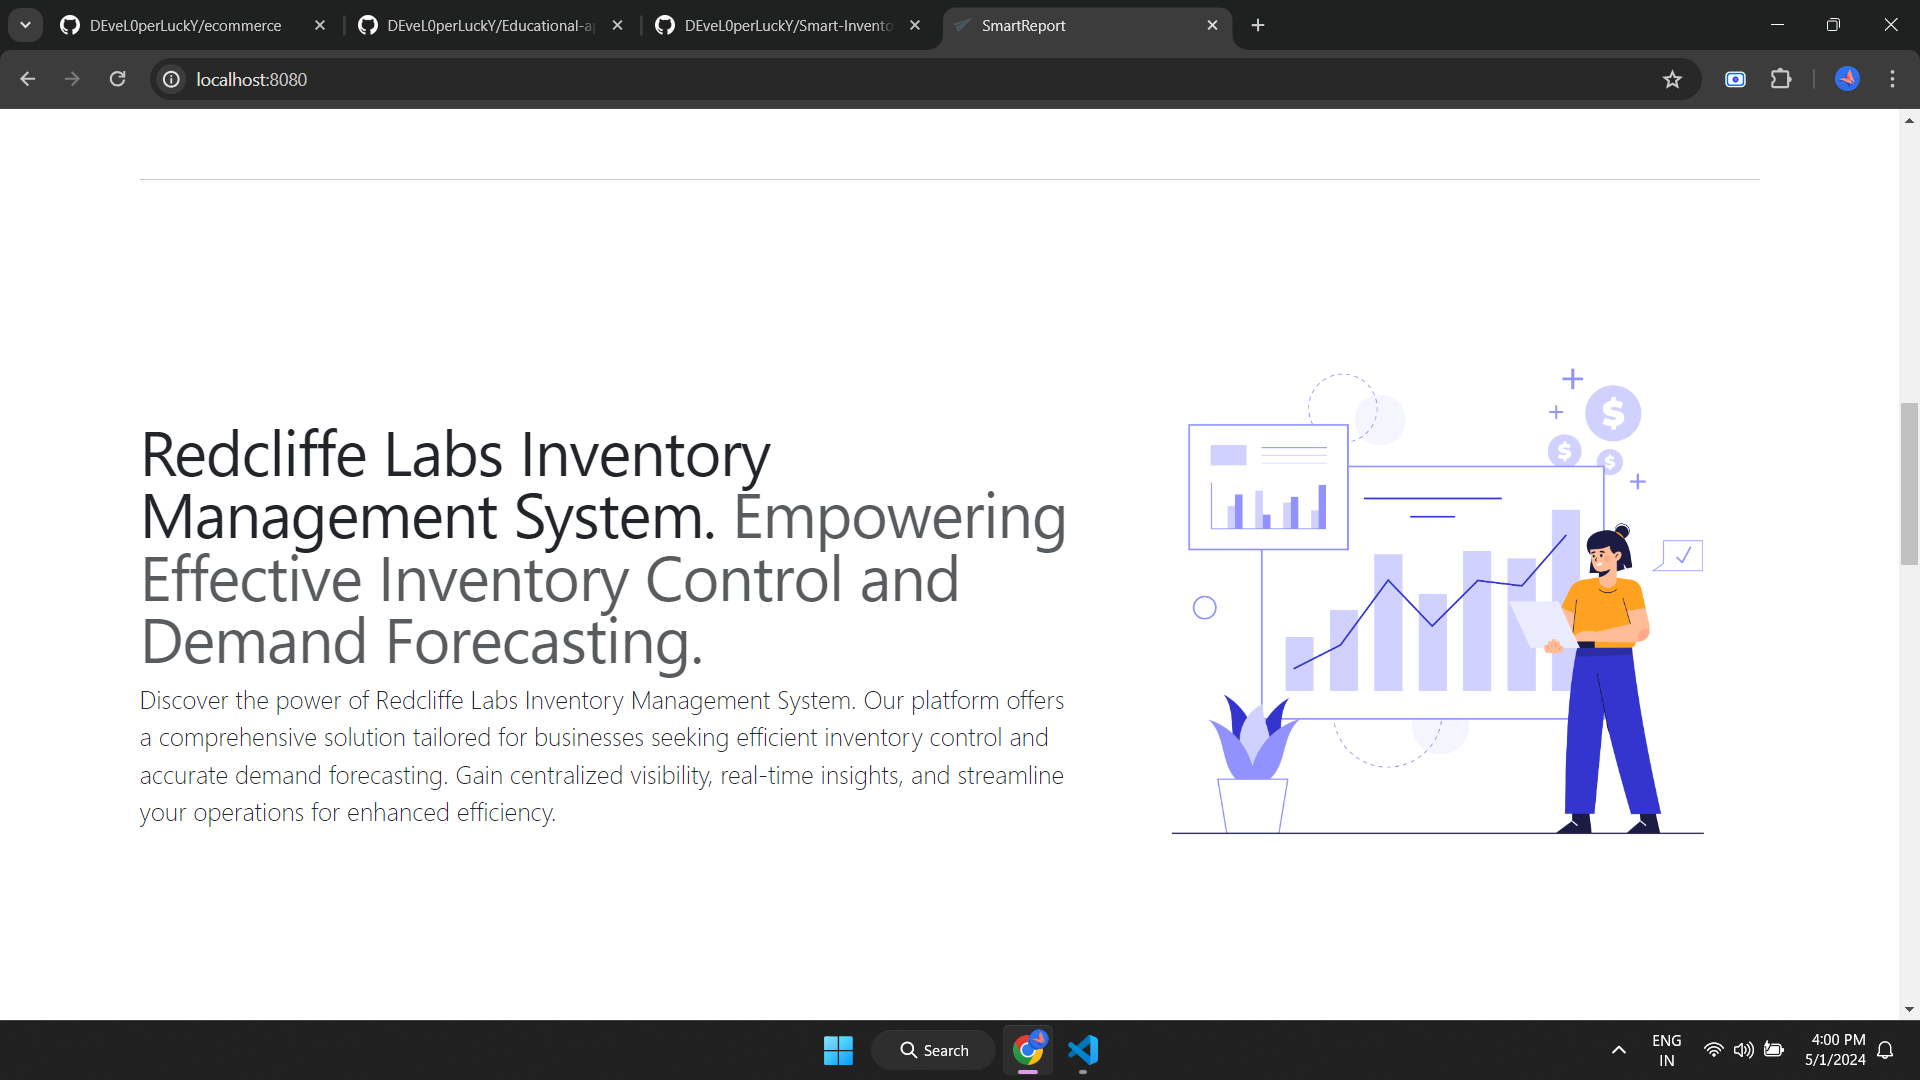 DEveL0perLuckY/ecommerce
DEveL0perLuckY/Educational-ap
DEveL0perLuckY/Smart-Invento
SmartReport
localhost:8080
Redcliffe Labs Inventory
Management System. Empowering
Effective Inventory Control and
Demand Forecasting.
Discover the power of Redcliffe Labs Inventory Management System. Our platform offers
a comprehensive solution tailored for businesses seeking efficient inventory control and
accurate demand forecasting. Gain centralized visibility, real-time insights, and streamline
your operations for enhanced efficiency.
$
$
$
Search
ENG
IN
4:00 PM
5/1/2024